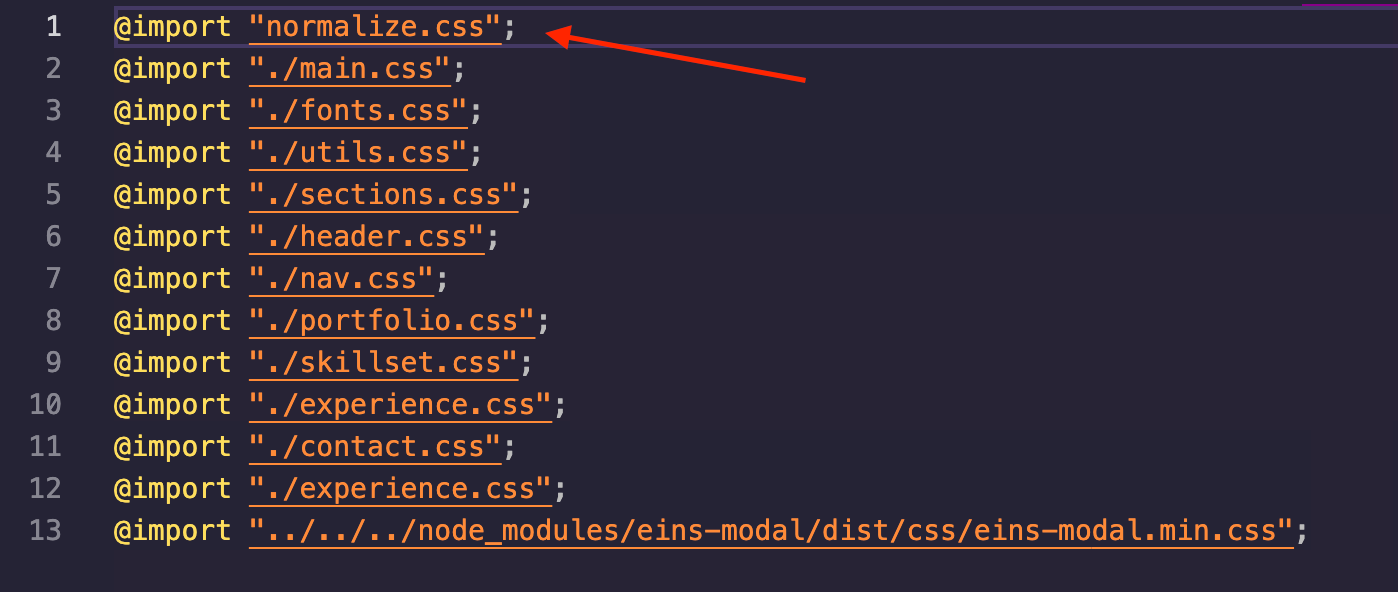 1 @import "normalize.css";
2 @import "./main.css";
3 @import "./fonts.css";
4 @import "./utils.css";
5 @import "./sections.css";
6 @import "./header.css";
7 @import "./nav.css";
8 @import "./portfolio.css";
9 @import "./skillset.css";
10 @import "./experience.css";
11 @import "./contact.css";
12 @import "./experience.css";
13 @import "../../../node_modules/eins-modal/dist/css/eins-modal.min.css";